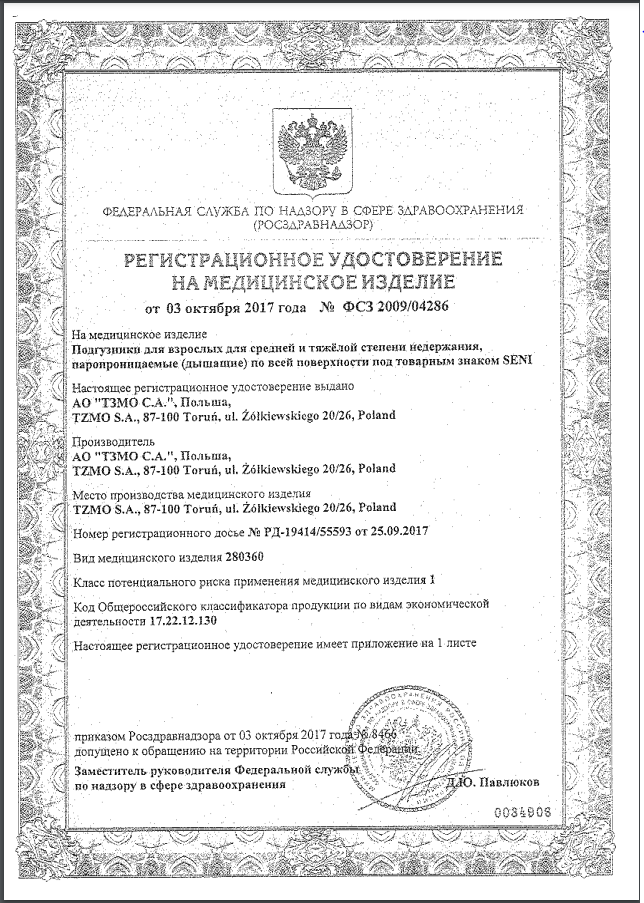 ФЕДЕРАЛЬНАЯ СЛУЖБА ПО НАДЗОРУ В СФЕРЕ ЗДРАВООХРАНЕНИЯ
(РОСЗДРАВНАДЗОР)
РЕГИСТРАЦИОННОЕ УДОСТОВЕРЕНИЕ
НА МЕДИЦИНСКОЕ ИЗДЕЛИЕ
от 03 октября 2017 года № ФСЗ 2009/04286
На медицинское изделие
Подгузники для взрослых для средней и тяжёлой степени недержания,
паропроницаемые (дышащие) по всей поверхности под товарным знаком SENI
Настоящее регистрационное удостоверение выдано
АО "ТЗМО С.А.", Польша,
TZMO S.A., 87-100 Toruń, ul. Żółkiewskiego 20/26, Poland
Производитель
АО "ТЗМО С.А.", Польша,
TZMO S.A., 87-100 Toruń, ul. Żółkiewskiego 20/26, Poland
Место производства медицинского изделия
TZMO S.A., 87-100 Toruń, ul. Żółkiewskiego 20/26, Poland
Номер регистрационного досье № РД-19414/55593 от 25.09.2017
Вид медицинского изделия 280360
Класс потенциального риска применения медицинского изделия 1
Код Общероссийского классификатора продукции по видам экономической
деятельности 17.22.12.130
Настоящее регистрационное удостоверение имеет приложение на 1 листе
приказом Росздравнадзора от 03 октября 2017 года № 8466
допущено к обращению на территории Российской Федерации.
Заместитель руководителя Федеральной службы
по надзору в сфере здравоохранения
Д.Ю. Павлюков
0034908